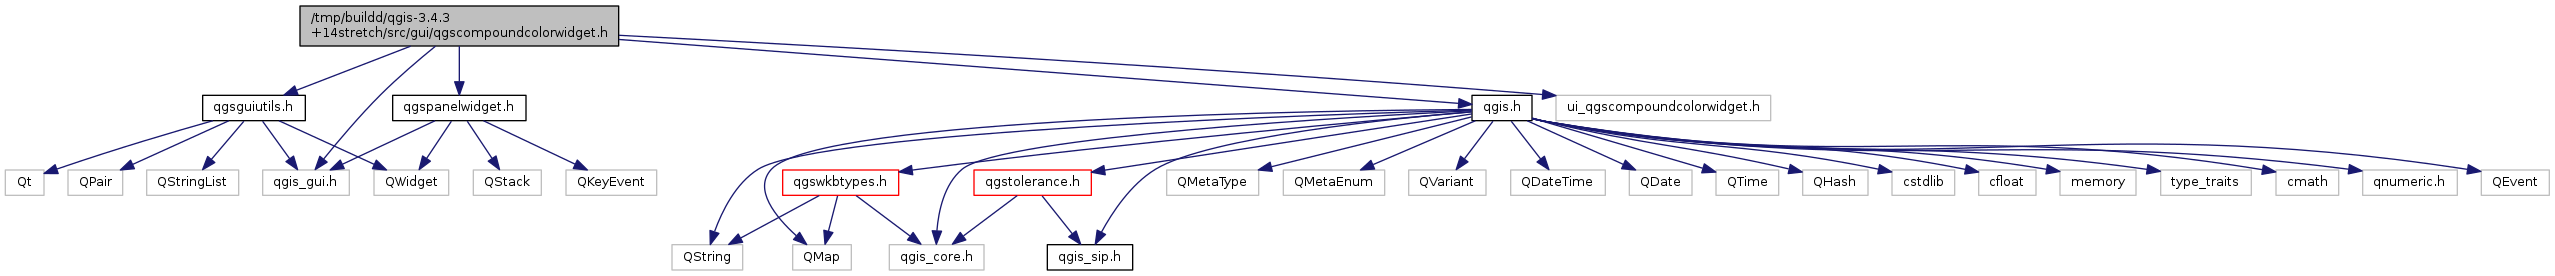 /tmp/buildd/qgis-3.4.3
+14stretch/src/gui/qgscompoundcolorwidget.h
qgsguiutils.h
qgspanelwidget.h
qgis.h
ui_qgscompoundcolorwidget.h
Qt
QPair
QStringList
qgis_gui.h
QWidget
QStack
QKeyEvent
qgswkbtypes.h
qgstolerance.h
QMetaType
QMetaEnum
QVariant
QDateTime
QDate
QTime
QHash
cstdlib
cfloat
memory
type_traits
cmath
qnumeric.h
QEvent
QString
QMap
qgis_core.h
qgis_sip.h